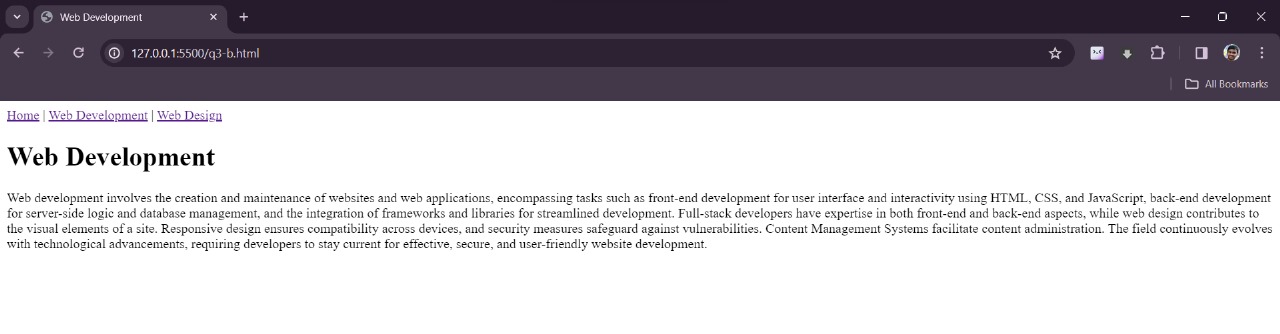 Web Development
127.0.0.1:5500/q3-b.html
All Bookmarks
Home | Web Development | Web Design
Web Development
Web development involves the creation and maintenance of websites and web applications, encompassing tasks such as front-end development for user interface and interactivity using HTML, CSS, and JavaScript, back-end development
for server-side logic and database management, and the integration of frameworks and libraries for streamlined development. Full-stack developers have expertise in both front-end and back-end aspects, while web design contributes to
the visual elements of a site. Responsive design ensures compatibility across devices, and security measures safeguard against vulnerabilities. Content Management Systems facilitate content administration. The field continuously evolves
with technological advancements, requiring developers to stay current for effective, secure, and user-friendly website development.